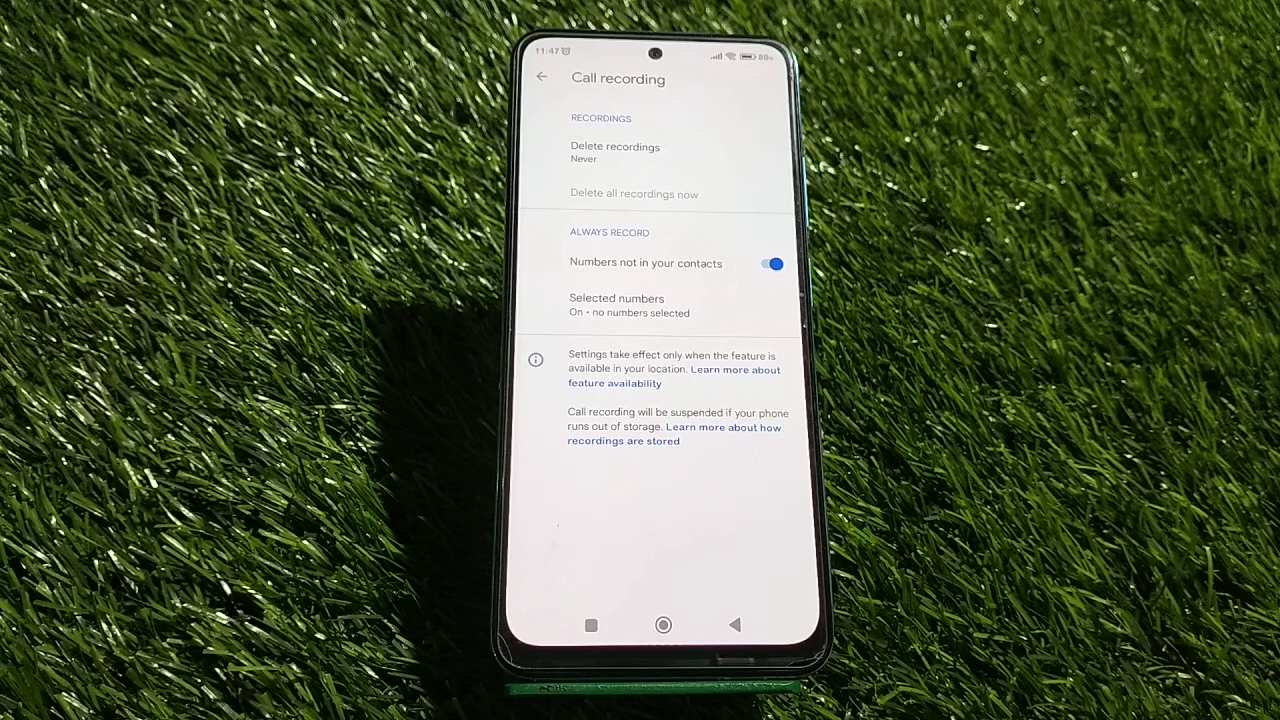 11:47
89%
Call recording
RECORDINGS
Delete recordings
Never
Delete all recordings now
ALWAYS RECORD
Numbers not in your contacts
Selected numbers
On • no numbers selected
Settings take effect only when the feature is
available in your location. Learn more about
feature availability
Call recording will be suspended if your phone
runs out of storage. Learn more about how
recordings are stored